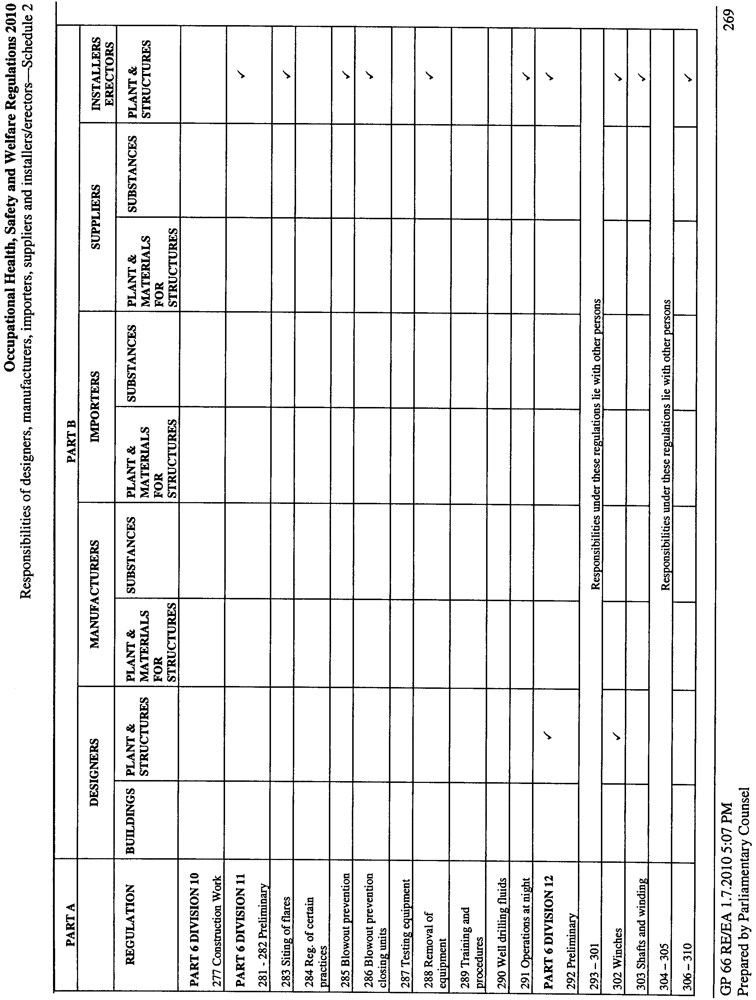 Occupational Health, Safety and Welfare Regulations 2010
Responsibilities of designers, manufacturers, importers, suppliers and installers/erectors—Schedule 2
PART A
PART B
DESIGNERS
MANUFACTURERS
IMPORTERS
SUPPLIERS
INSTALLERS
ERECTORS
REGULATION
BUILDINGS
PLANT &
STRUCTURES
PLANT &
MATERIALS
FOR
STRUCTURES
SUBSTANCES
PLANT &
MATERIALS
FOR
STRUCTURES
SUBSTANCES
PLANT &
MATERIALS
FOR
STRUCTURES
SUBSTANCES
PLANT &
STRUCTURES
PART 6 DIVISION 10
277 Construction Work
PART 6 DIVISION 11
✓
281 - 282 Preliminary
283 Siting of flares ✓
284 Reg. of certain
practices
285 Blowout prevention ✓
286 Blowout prevention ✓
closing units
287 Testing equipment
288 Removal of ✓
equipment
289 Training and
procedures
290 Well drilling fluids
291 Operations at night ✓
PART 6 DIVISION 12 ✓ ✓
292 Preliminary
293 – 301 Responsibilities under these regulations lie with other persons
302 Winches ✓ ✓
303 Shafts and winding ✓
304 – 305 Responsibilities under these regulations lie with other persons
306 – 310 ✓
GP 66 RE/EA 1.7.2010 5:07 PM 269
Prepared by Parliamentary Counsel